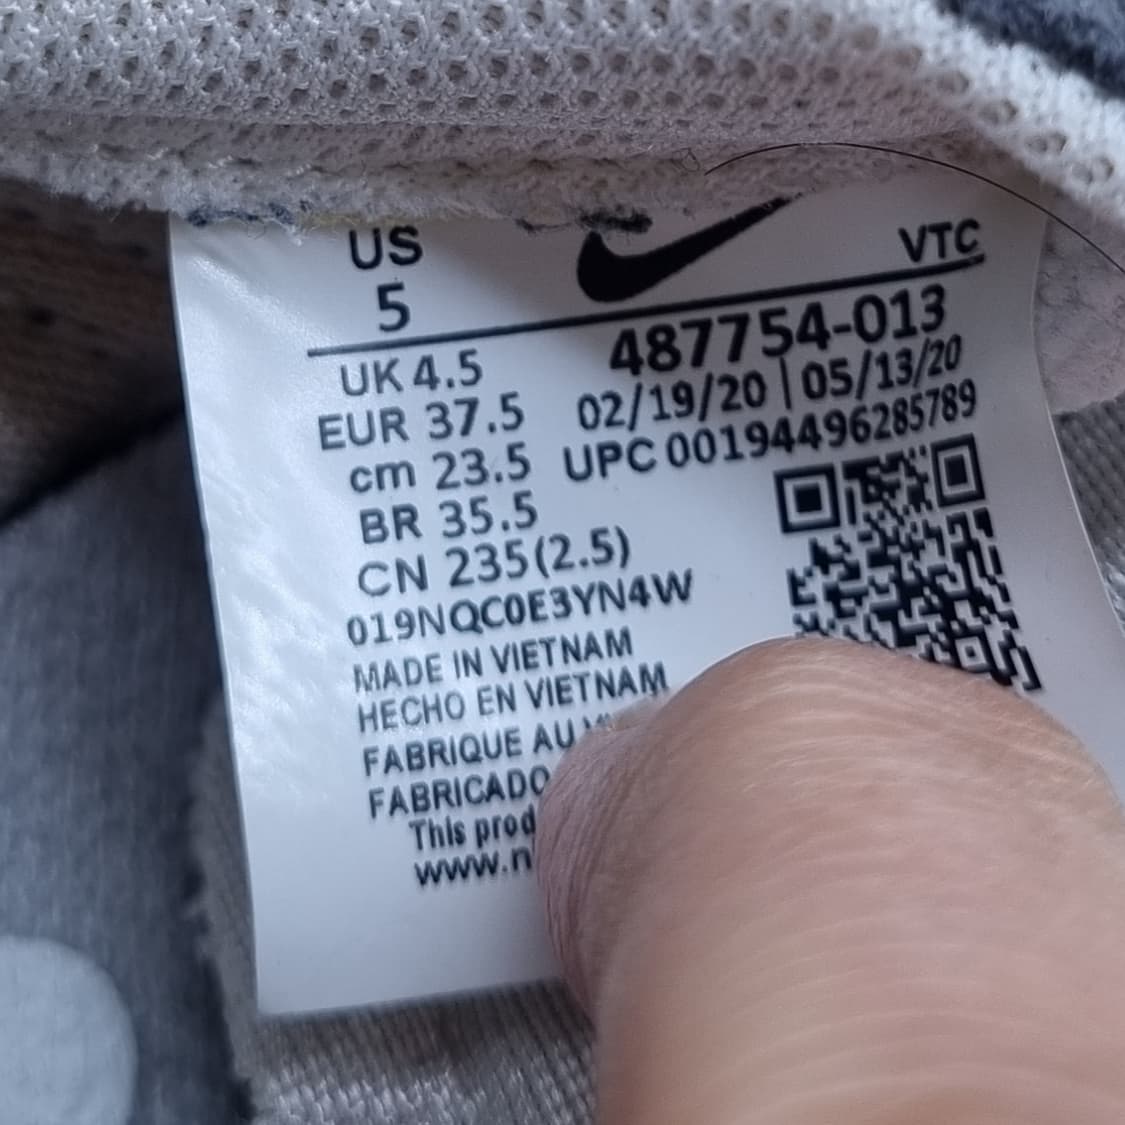 US
5
VTC
487754-013
UK 4.5
02/19/20 | 05/13/20
EUR 37.5
UPC 00194496285789
cm 23.5
BR 35.5
CN 235(2.5)
019NQC0E3YN4W
MADE IN VIETNAM
HECHO EN VIETNAM
FABRIQUE AU
FABRICADO
This prod
www.n